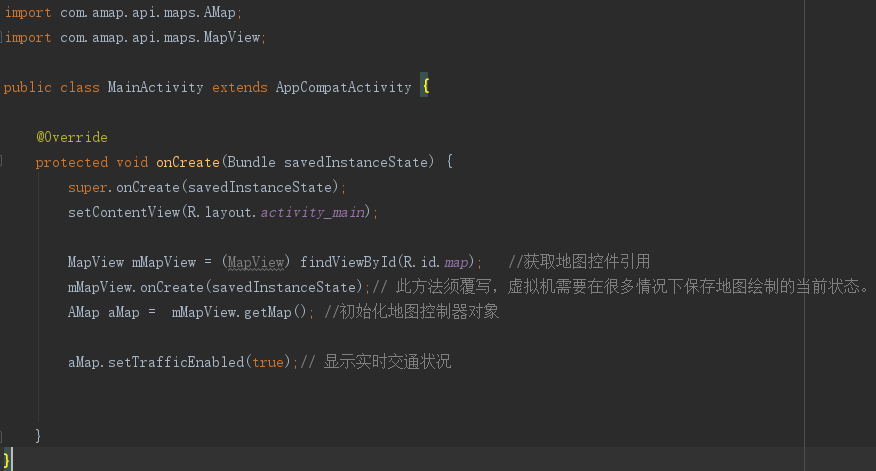 import com.amap.api.maps.AMap;
import com.amap.api.maps.MapView;
public class MainActivity extends AppCompatActivity {
@Override
protected void onCreate(Bundle savedInstanceState) {
super.onCreate(savedInstanceState);
setContentView(R.layout.activity_main);
MapView mMapView = (MapView) findViewById(R.id.map);   //获取地图控件引用
mMapView.onCreate(savedInstanceState);// 此方法须覆写，虚拟机需要在很多情况下保存地图绘制的当前状态。
AMap aMap =  mMapView.getMap(); //初始化地图控制器对象
aMap.setTrafficEnabled(true);// 显示实时交通状况
}
}